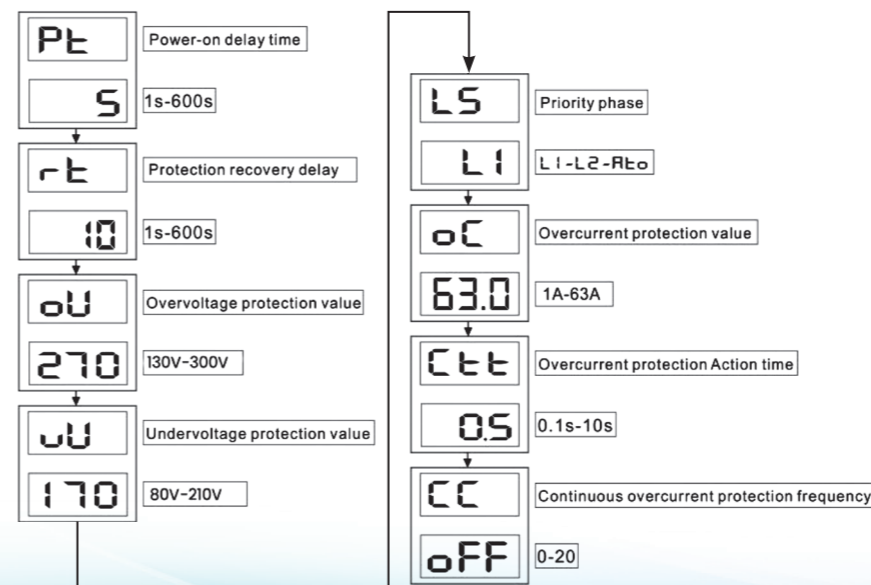 Pt
Power-on delay time
5
1s-600s
rt
Protection recovery delay
10
1s-600s
oU
Overvoltage protection value
270
130V-300V
uU
Undervoltage protection value
170
80V-210V
LS
Priority phase
L1
L1-L2-Ato
oC
Overcurrent protection value
63.0
1A-63A
Ctt
Overcurrent protection Action time
0.5
0.1s-10s
CC
Continuous overcurrent protection frequency
oFF
0-20